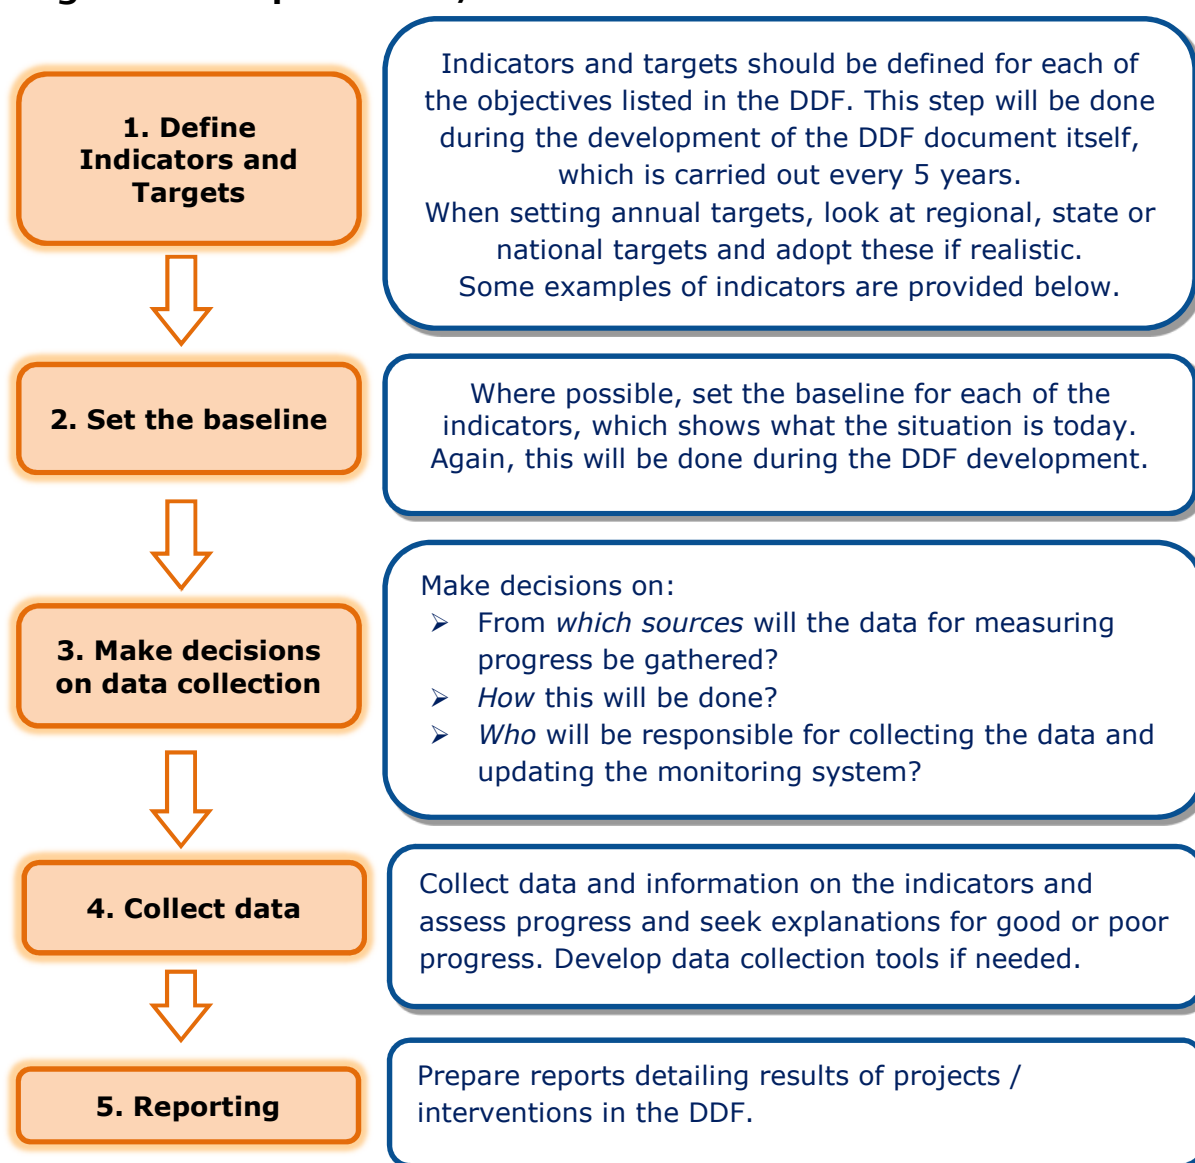 1. Define
Indicators and
Targets
Indicators and targets should be defined for each of
the objectives listed in the DDF. This step will be done
during the development of the DDF document itself,
which is carried out every 5 years.
When setting annual targets, look at regional, state or
national targets and adopt these if realistic.
Some examples of indicators are provided below.
2. Set the baseline
Where possible, set the baseline for each of the
indicators, which shows what the situation is today.
Again, this will be done during the DDF development.
3. Make decisions
on data collection
Make decisions on:
➢ From which sources will the data for measuring
progress be gathered?
➢ How this will be done?
➢ Who will be responsible for collecting the data and
updating the monitoring system?
4. Collect data
Collect data and information on the indicators and
assess progress and seek explanations for good or poor
progress. Develop data collection tools if needed.
5. Reporting
Prepare reports detailing results of projects /
interventions in the DDF.